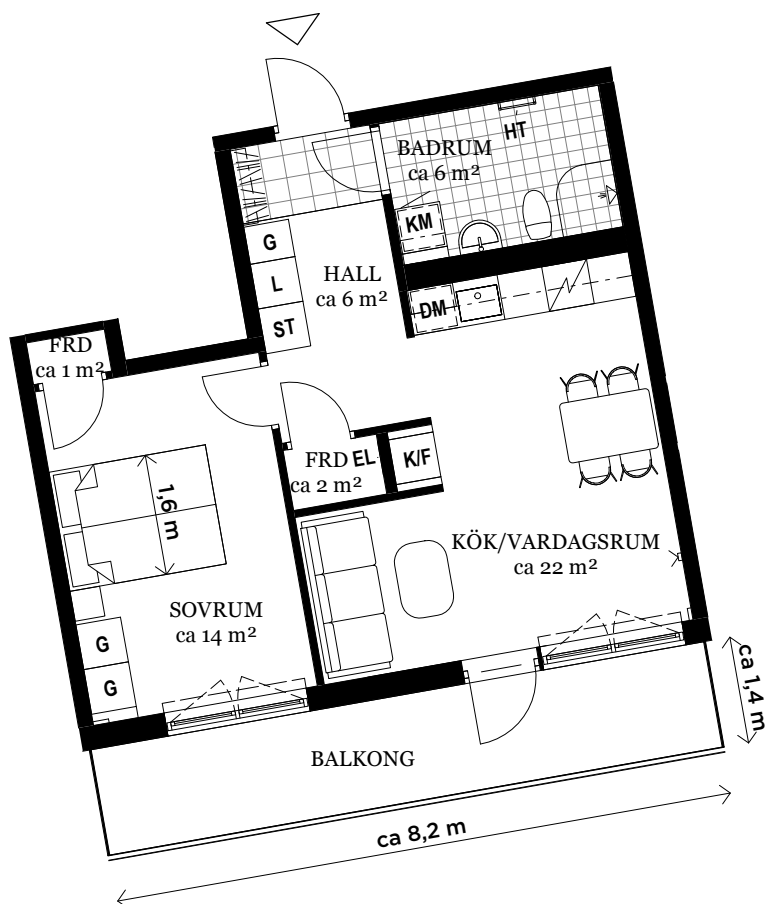 HT
BADRUM
ca 6 m²
KM
G
HALL
ca 6 m²
L
ST
DM
FRD
ca 1 m²
FRD
EL
K/F
ca 2 m²
1,6 m
KÖK/VARDAGSRUM
ca 22 m²
SOVRUM
ca 14 m²
G
G
ca 1,4 m
BALKONG
ca 8,2 m